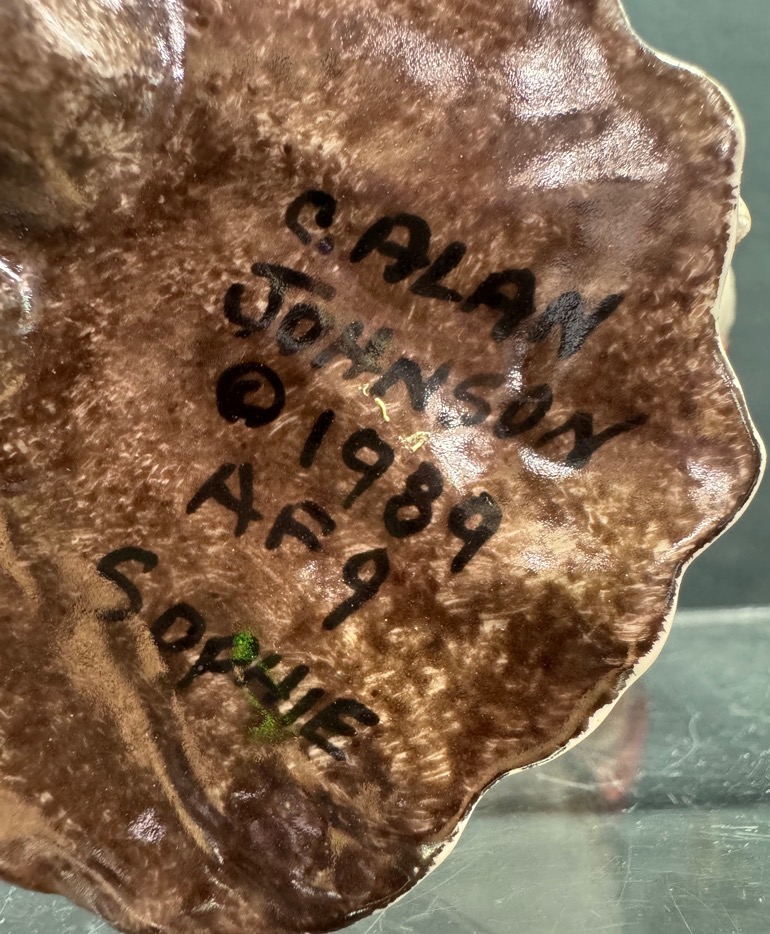 C. ALAN
JOHNSON
© 1989
AF 9
SOPHIE